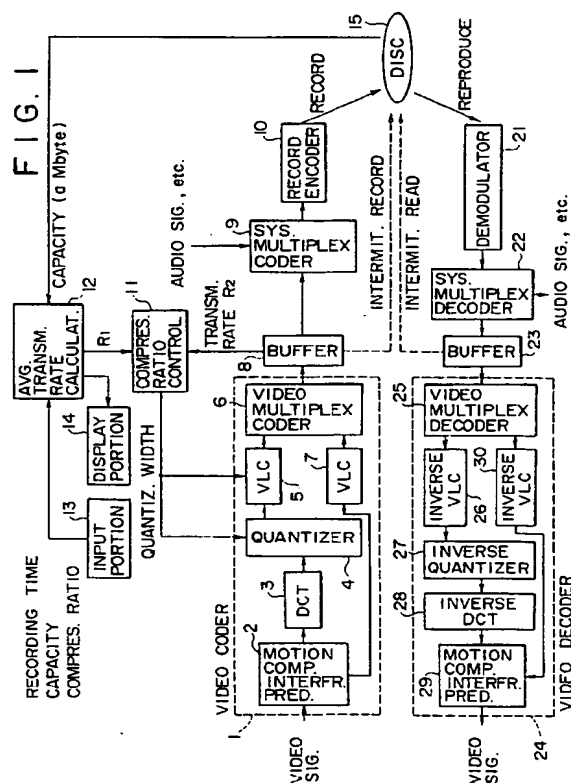 FIG. 1
RECORDING TIME
CAPACITY
COMPRES. RATIO
13
INPUT
PORTION
14
DISPLAY
PORTION
12
AVG.
TRANSM.
RATE
CALCULAT.
CAPACITY (a Mbyte)
R1
11
COMPRES.
RATIO
CONTROL.
QUANTIZ. WIDTH
TRANSM.
RATE R2
AUDIO SIG., etc.
VIDEO CODER
1
VIDEO
SIG.
2
MOTION
COMP.
INTERFR.
PRED.
3
DCT
QUANTIZER
4
VLC
5
VLC
7
6
VIDEO
MULTIPLEX
CODER
8
BUFFER
9
SYS.
MULTIPLEX
CODER
10
RECORD
ENCODER
RECORD
15
DISC
INTERMIT. RECORD
INTERMIT. READ
REPRODUCE
DEMODULATOR
21
SYS.
MULTIPLEX
DECODER
22
AUDIO SIG., etc.
BUFFER
23
25
VIDEO
MULTIPLEX
DECODER
INVERSE
VLC
26
30
INVERSE
VLC
27
INVERSE
QUANTIZER
28
INVERSE
DCT
29
MOTION
COMP.
INTERFR.
PRED.
VIDEO
SIG.
24
VIDEO DECODER